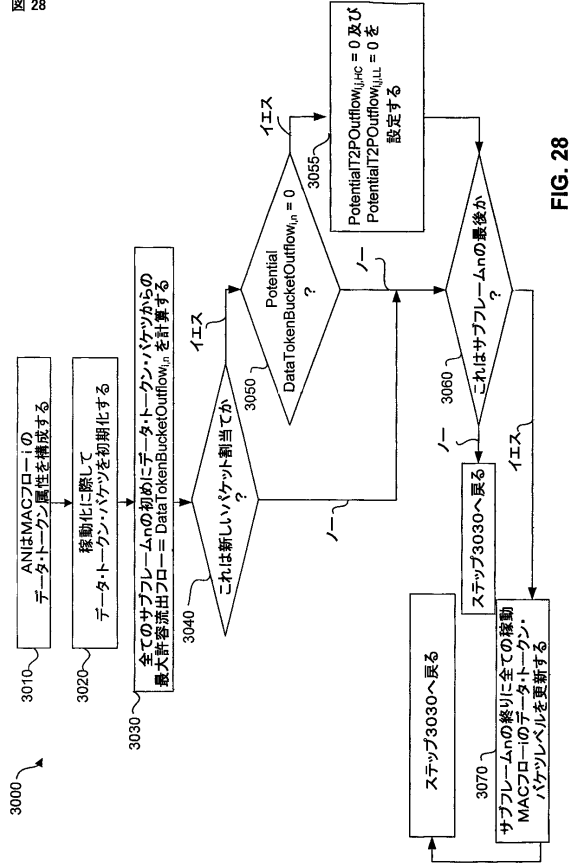 図 28
3000
3010
ANIはMACフローiの
データ・トークン属性を構成する
3020
稼動化に際して
データ・トークン・バケツを初期化する
3030
全てのサブフレームnの初めにデータ・トークン・バケツからの
最大許容流出フロー= DataTokenBucketOutflowi,n を計算する
3040
これは新しいパケット割当てか
?
イエス
ノー
3050
Potential
DataTokenBucketOutflowi,n = 0
?
イエス
ノー
3055
PotentialT2POutflowi,j,HC = 0 及び
PotentialT2POutflowi,j,LL = 0 を
設定する
3060
これはサブフレームnの最後か
?
ノー
イエス
ステップ3030へ戻る
3070
サブフレームnの終りに全ての稼動
MACフローiのデータ・トークン・
バケツレベルを更新する
ステップ3030へ戻る
FIG. 28